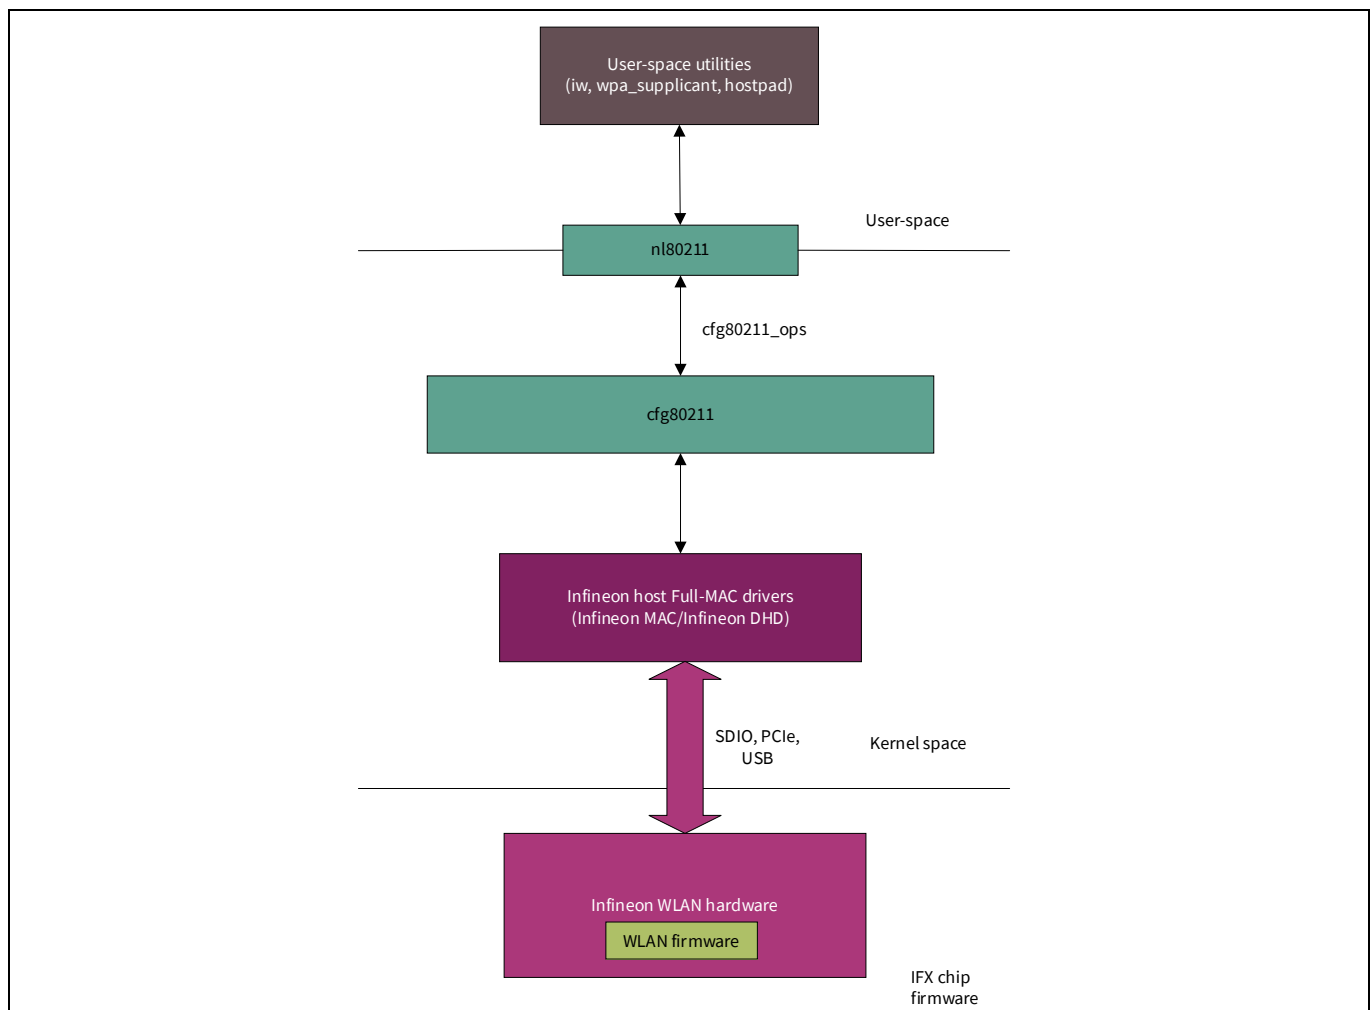 User-space utilities
(iw, wpa_supplicant, hostpad)
User-space
nl80211
cfg80211_ops
cfg80211
Infineon host Full-MAC drivers
(Infineon MAC/Infineon DHD)
SDIO, PCIe,
USB
Kernel space
Infineon WLAN hardware
WLAN firmware
IFX chip
firmware